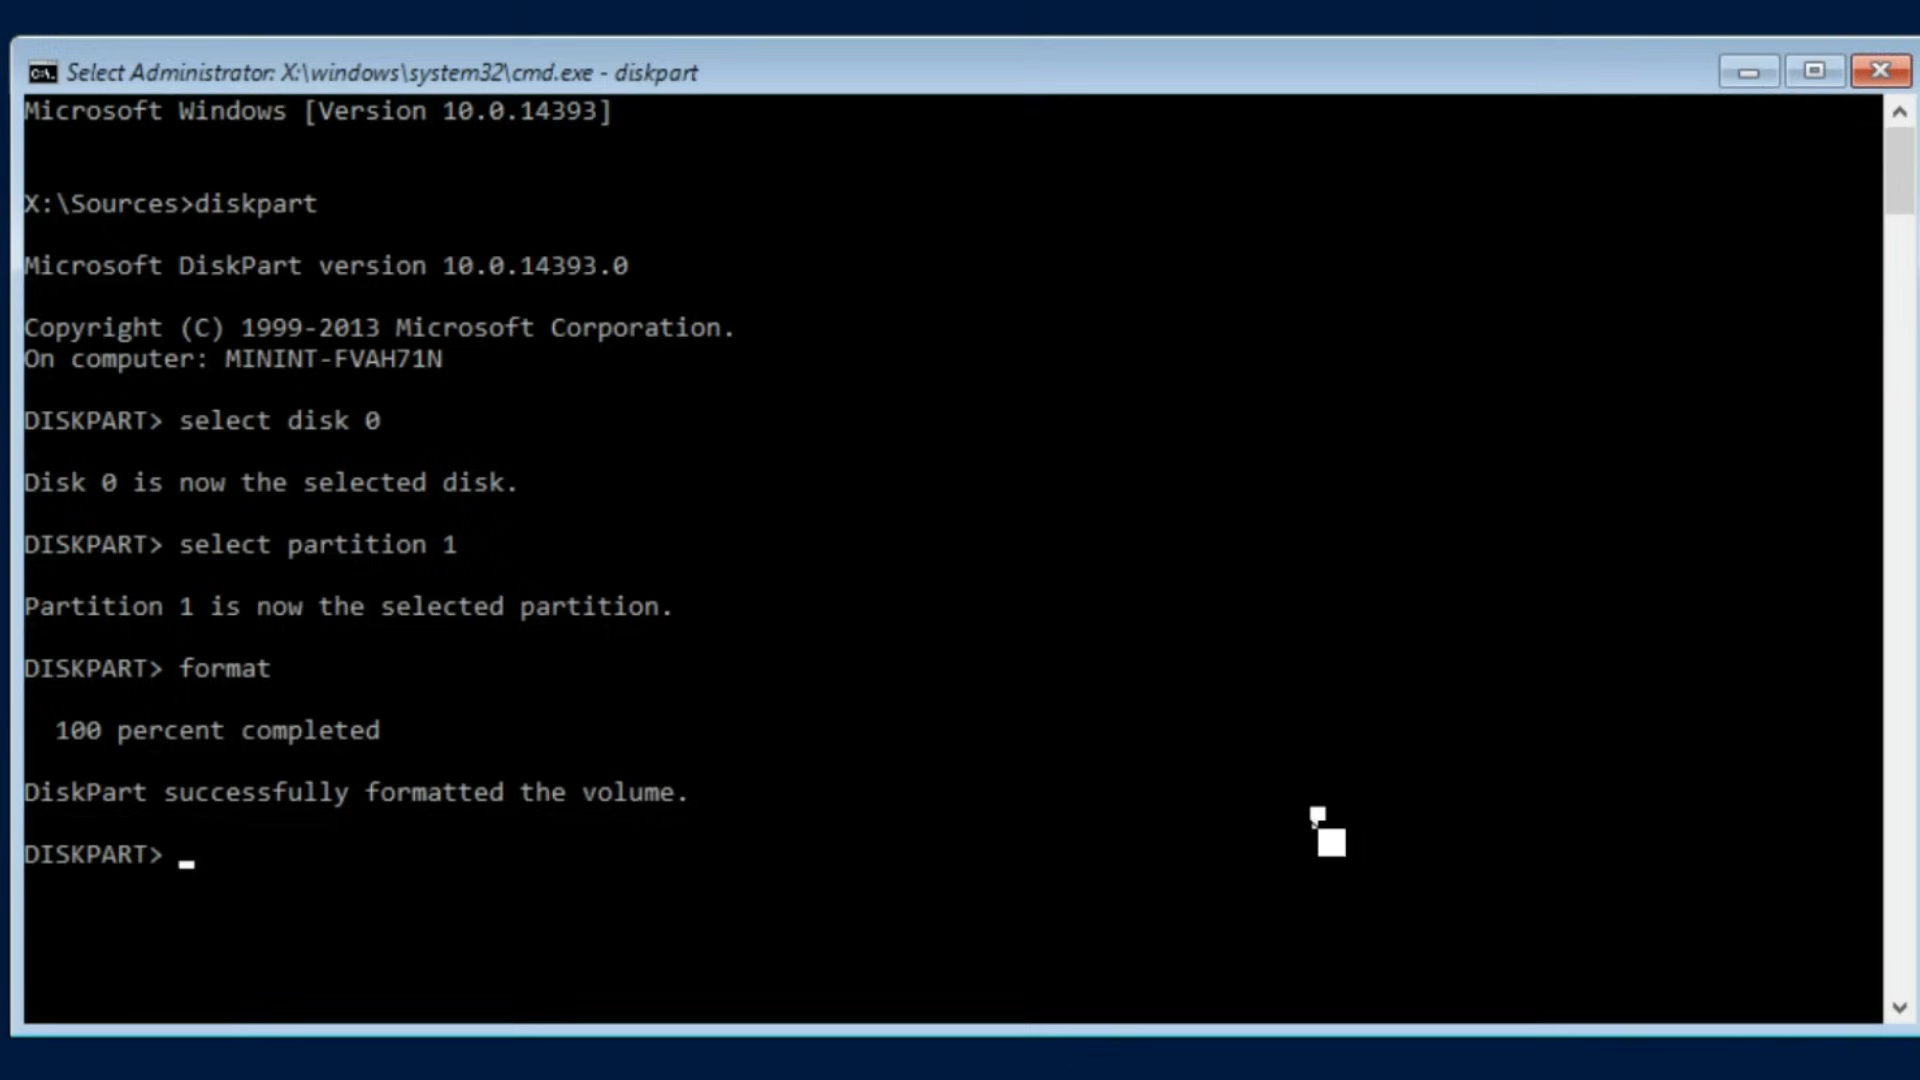 Select Administrator: X:\windows\system32\cmd.exe - diskpart
Microsoft Windows [Version 10.0.14393]
X:\Sources>diskpart
Microsoft DiskPart version 10.0.14393.0
Copyright (C) 1999-2013 Microsoft Corporation.
On computer: MININT-FVAH71N
DISKPART> select disk 0
Disk 0 is now the selected disk.
DISKPART> select partition 1
Partition 1 is now the selected partition.
DISKPART> format
100 percent completed
DiskPart successfully formatted the volume.
DISKPART>